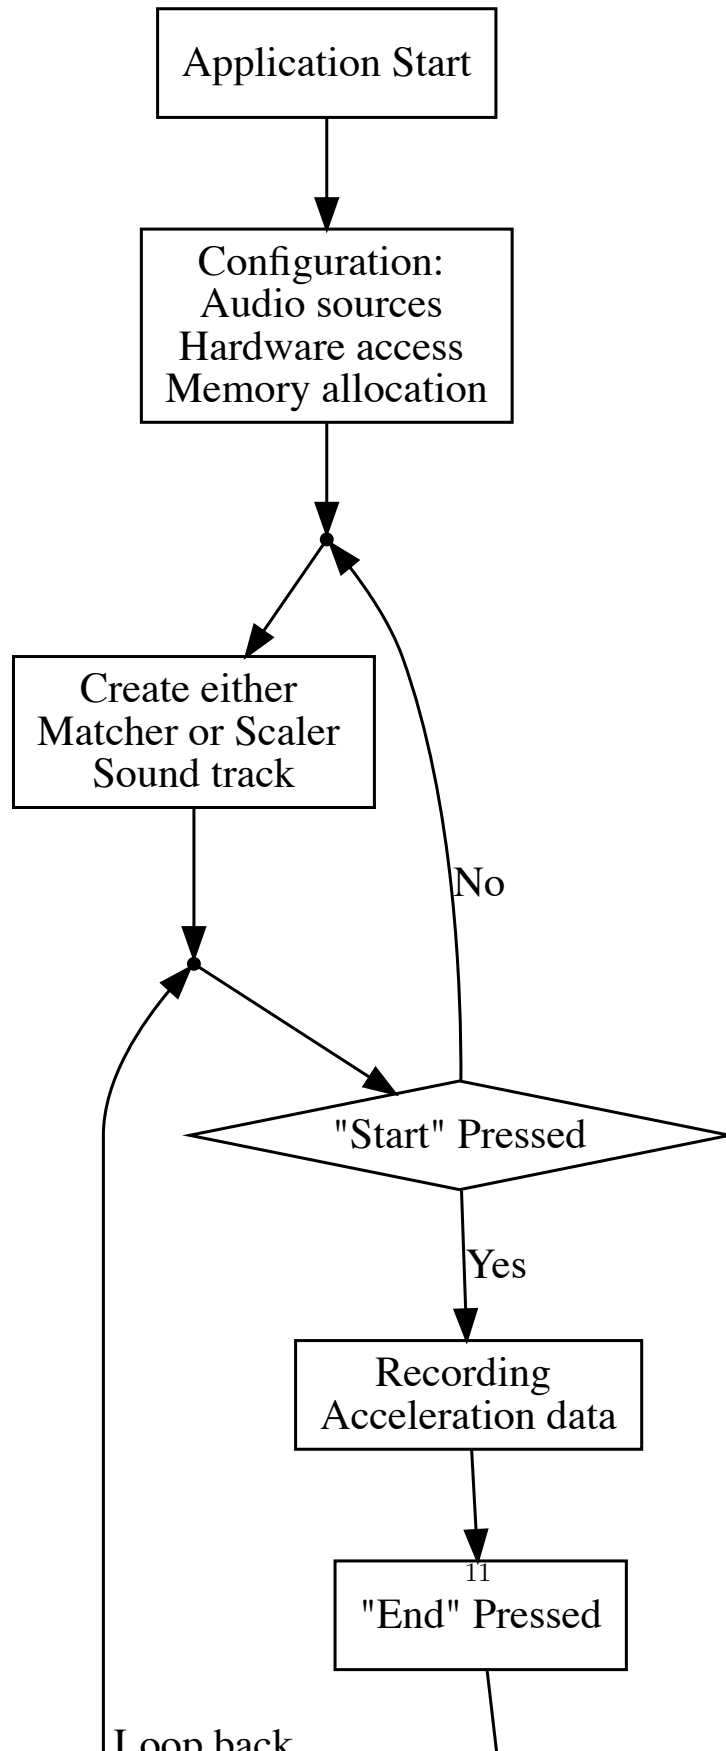 Application Start
Configuration:
Audio sources
Hardware access
Memory allocation
Create either
Matcher or Scaler
Sound track
No
"Start" Pressed
Yes
Recording
Acceleration data
11
"End" Pressed
Loop back